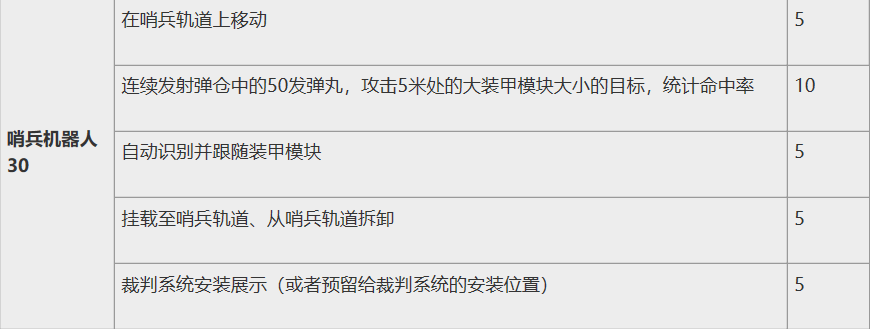 在哨兵轨道上移动 5
连续发射弹仓中的50发弹丸，攻击5米处的大装甲模块大小的目标，统计命中率 10
哨兵机器人
30
自动识别并跟随装甲模块 5
挂载至哨兵轨道、从哨兵轨道拆卸 5
裁判系统安装展示（或者预留给裁判系统的安装位置） 5